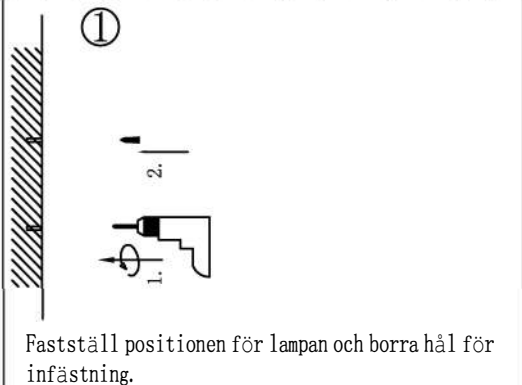 ①
2.
1.
Fastställ positionen för lampan och borra hål för
infästning.